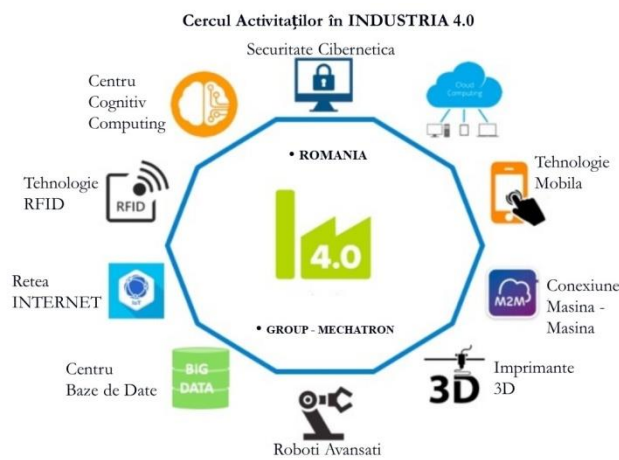 Cercul Activitaților în INDUSTRIA 4.0
Securitate Cibernetica
Centru
Cognitiv
Computing
Cloud
Computing
• ROMANIA
Tehnologie
RFID
RFID
Tehnologie
Mobila
4.0
Retea
INTERNET
IoT
M2M
Conexiune
Masina -
Masina
• GROUP - MECHATRON
Centru
Baze de Date
BIG
DATA
3D
Imprimante
3D
Roboti Avansati